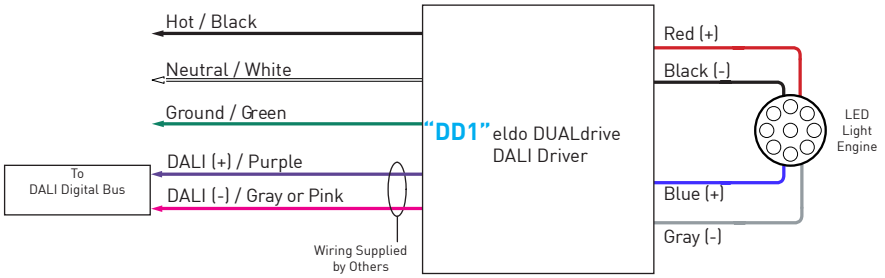 Hot / Black
Neutral / White
Ground / Green
DALI (+) / Purple
DALI (-) / Gray or Pink
To
DALI Digital Bus
Wiring Supplied
by Others
"DD1" eldo DUALdrive
DALI Driver
Red (+)
Black (-)
Blue (+)
Gray (-)
LED
Light
Engine